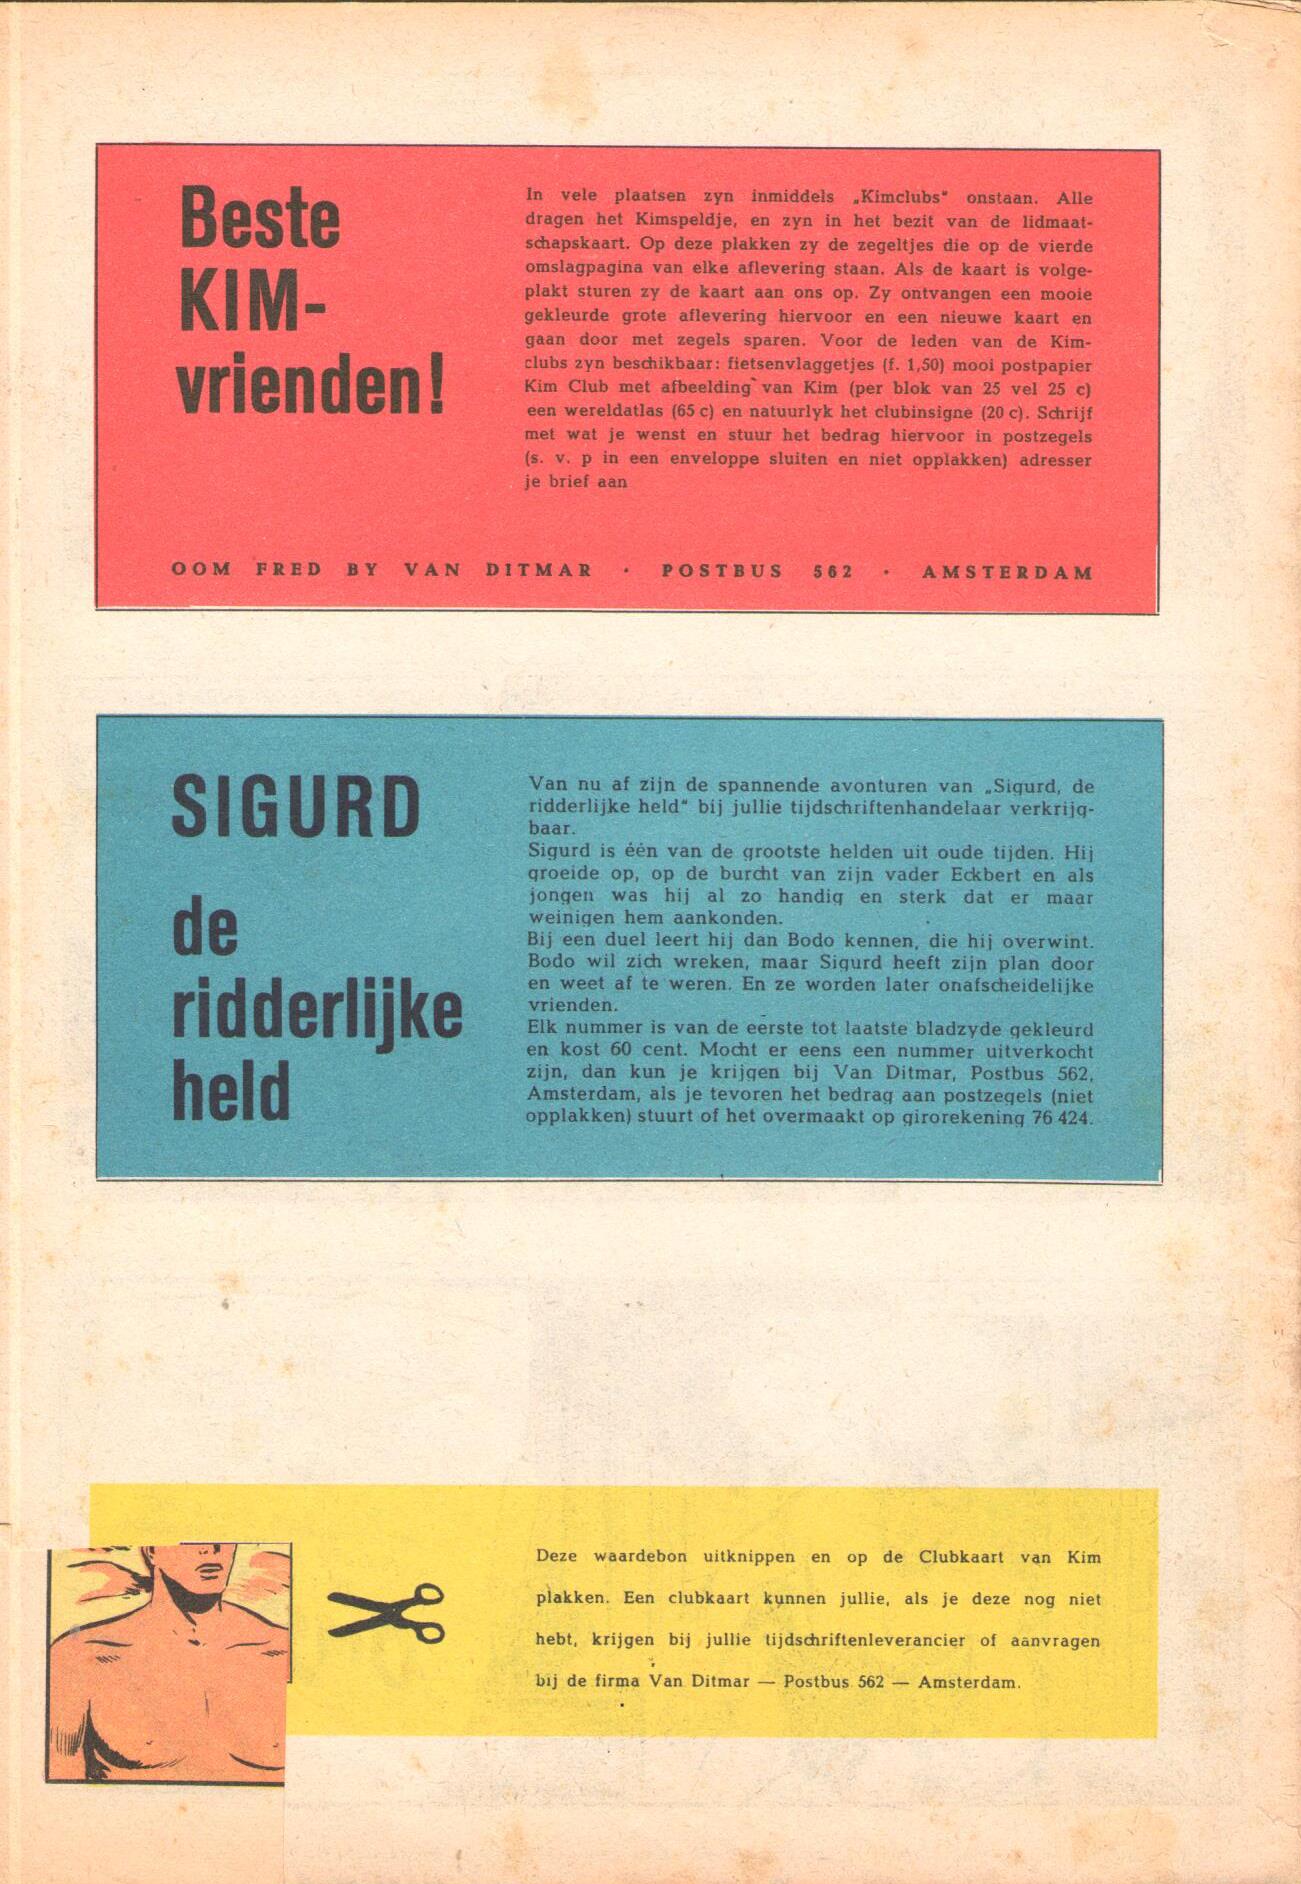 Beste
KIM-
vrienden!
In vele plaatsen zyn inmiddels „Kimclubs" onstaan. Alle
dragen het Kimspeldje, en zyn in het bezit van de lidmaat-
schapskaart. Op deze plakken zy de zegeltjes die op de vierde
omslagpagina van elke aflevering staan. Als de kaart is volge-
plakt sturen zy de kaart aan ons op. Zy ontvangen een mooie
gekleurde grote aflevering hiervoor en een nieuwe kaart en
gaan door met zegels sparen. Voor de leden van de Kim-
clubs zyn beschikbaar: fietsenvlaggetjes (f. 1,50) mooi postpapier
Kim Club met afbeelding van Kim (per blok van 25 vel 25 c)
een wereldatlas (65 c) en natuurlyk het clubinsigne (20 c). Schrijf
met wat je wenst en stuur het bedrag hiervoor in postzegels
(s. v. p in een enveloppe sluiten en niet opplakken) adresser
je brief aan
OOM FRED BY VAN DITMAR · POSTBUS 562 · AMSTERDAM
SIGURD
de
ridderlijke
held
Van nu af zijn de spannende avonturen van „Sigurd, de
ridderlijke held" bij jullie tijdschriftenhandelaar verkrijg-
baar.
Sigurd is één van de grootste helden uit oude tijden. Hij
groeide op, op de burcht van zijn vader Eckbert en als
jongen was hij al zo handig en sterk dat er maar
weinigen hem aankonden.
Bij een duel leert hij dan Bodo kennen, die hij overwint.
Bodo wil zich wreken, maar Sigurd heeft zijn plan door
en weet af te weren. En ze worden later onafscheidelijke
vrienden.
Elk nummer is van de eerste tot laatste bladzyde gekleurd
en kost 60 cent. Mocht er eens een nummer uitverkocht
zijn, dan kun je krijgen bij Van Ditmar, Postbus 562,
Amsterdam, als je tevoren het bedrag aan postzegels (niet
opplakken) stuurt of het overmaakt op girorekening 76 424.
Deze waardebon uitknippen en op de Clubkaart van Kim
plakken. Een clubkaart kunnen jullie, als je deze nog niet
hebt, krijgen bij jullie tijdschriftenleverancier of aanvragen
bij de firma Van Ditmar — Postbus 562 — Amsterdam.